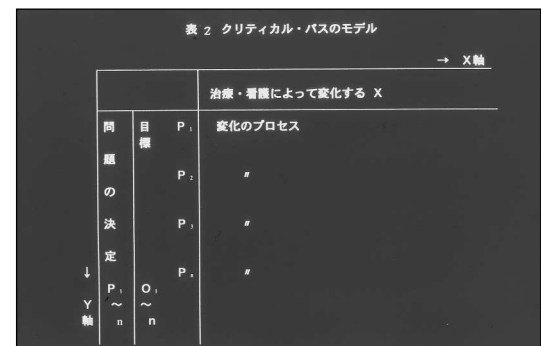 表 2 クリティカル・パスのモデル
→ X軸
治療・看護によって変化する X
問題の決定
目標
P₁ 変化のプロセス
P₂ 〃
P₃ 〃
Pₙ 〃
↓
Y軸
P₁〜n
O₁〜n